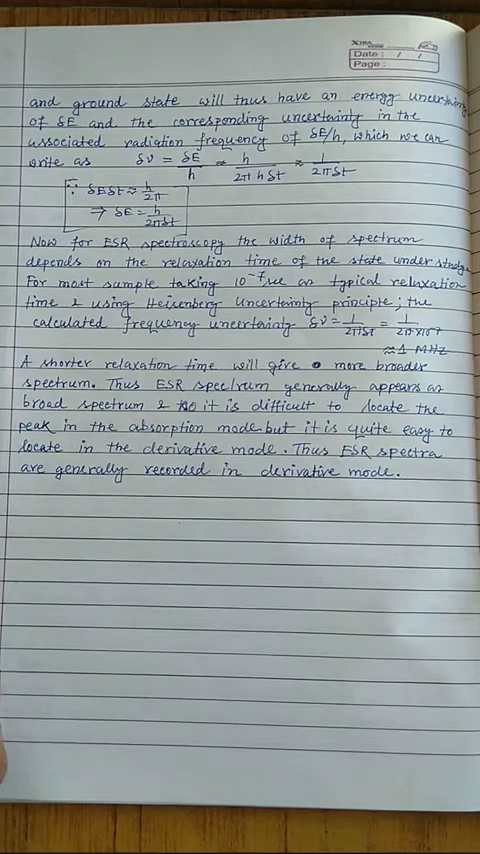 XTRA
Date : / /
Page :
and ground state will thus have an energy uncertainty
of δE and the corresponding uncertainty in the
associated radiation frequency of δE/h, which we can
write as δν = δE/h ≈ h/2π h δt ≈ 1/2πδt
∵ δEδt ≈ h/2π
⇒ δE = h/2πδt
Now for ESR spectroscopy the width of spectrum
depends on the relaxation time of the state under study.
For most sample taking 10⁻⁷sec as typical relaxation
time & using Heisenberg Uncertainty principle; the
calculated frequency uncertainty δν = 1/2πδt = 1/2π×10⁻⁷
≈ 1 MHz
A shorter relaxation time will give more broader
spectrum. Thus ESR spectrum generally appears as
broad spectrum & so it is difficult to locate the
peak in the absorption mode but it is quite easy to
locate in the derivative mode. Thus ESR spectra
are generally recorded in derivative mode.